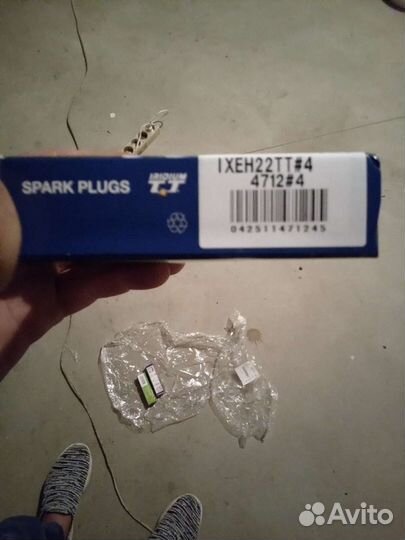 IXEH22TT#4
4712#4
SPARK PLUGS
IRIDIUM
TT
042511471245
Avito